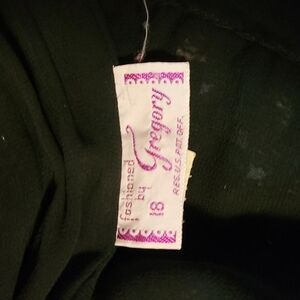 fashioned
by
Gregory
18
REG. U.S. PAT. OFF.